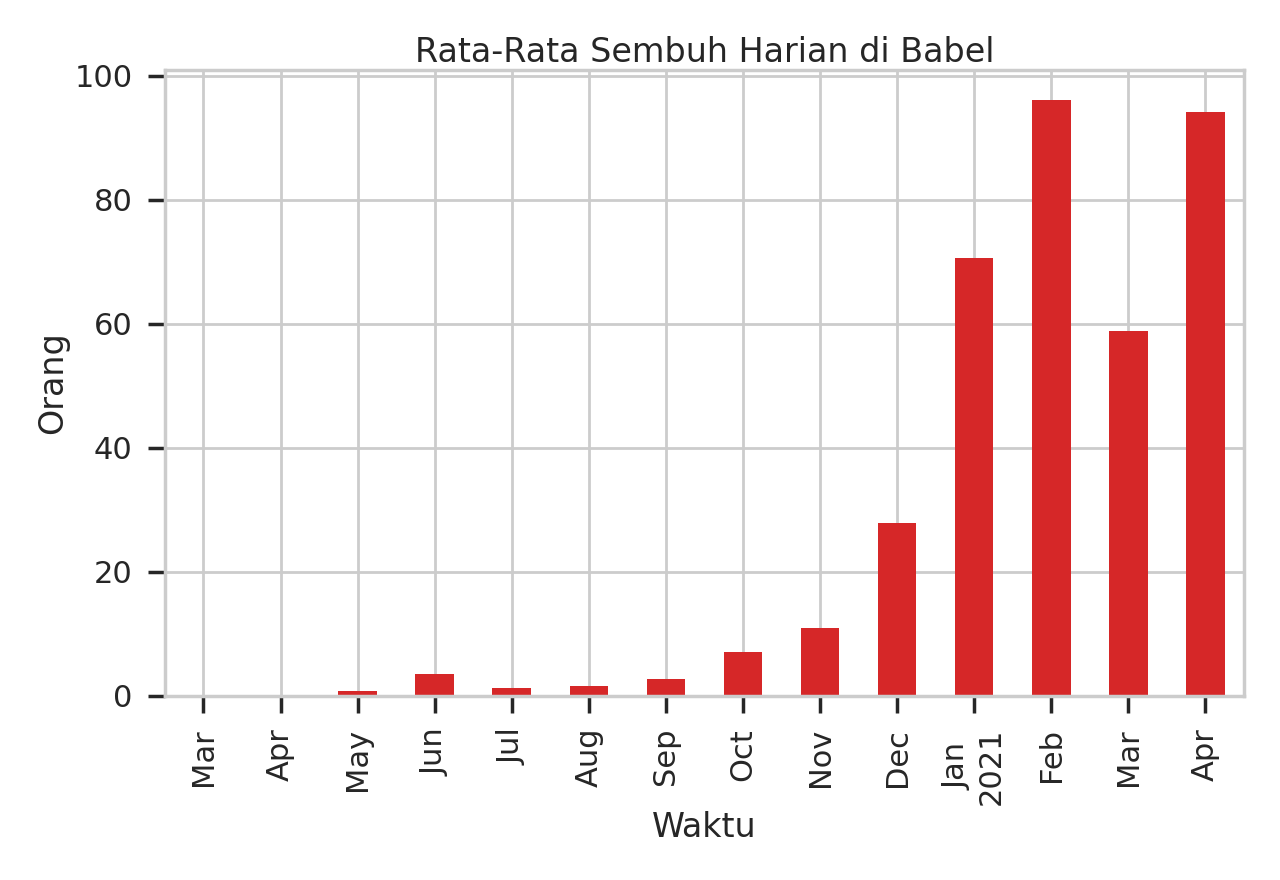 Rata-Rata Sembuh Harian di Babel
100
80
60
40
20
0
Orang
Mar
Apr
May
Jun
Jul
Aug
Sep
Oct
Nov
Dec
Jan
2021
Feb
Mar
Apr
Waktu